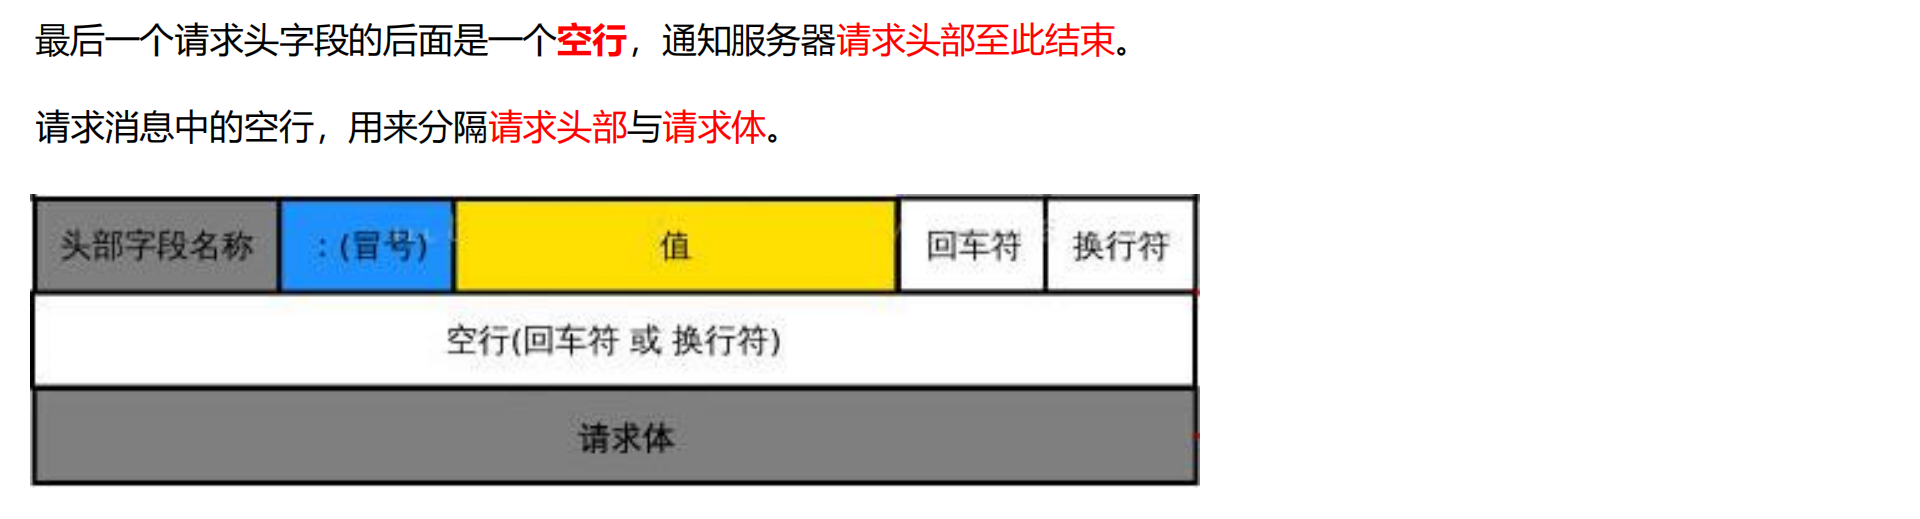 最后一个请求头字段的后面是一个空行，通知服务器请求头部至此结束。
请求消息中的空行，用来分隔请求头部与请求体。
头部字段名称 :(冒号) 值 回车符 换行符
空行(回车符 或 换行符)
请求体